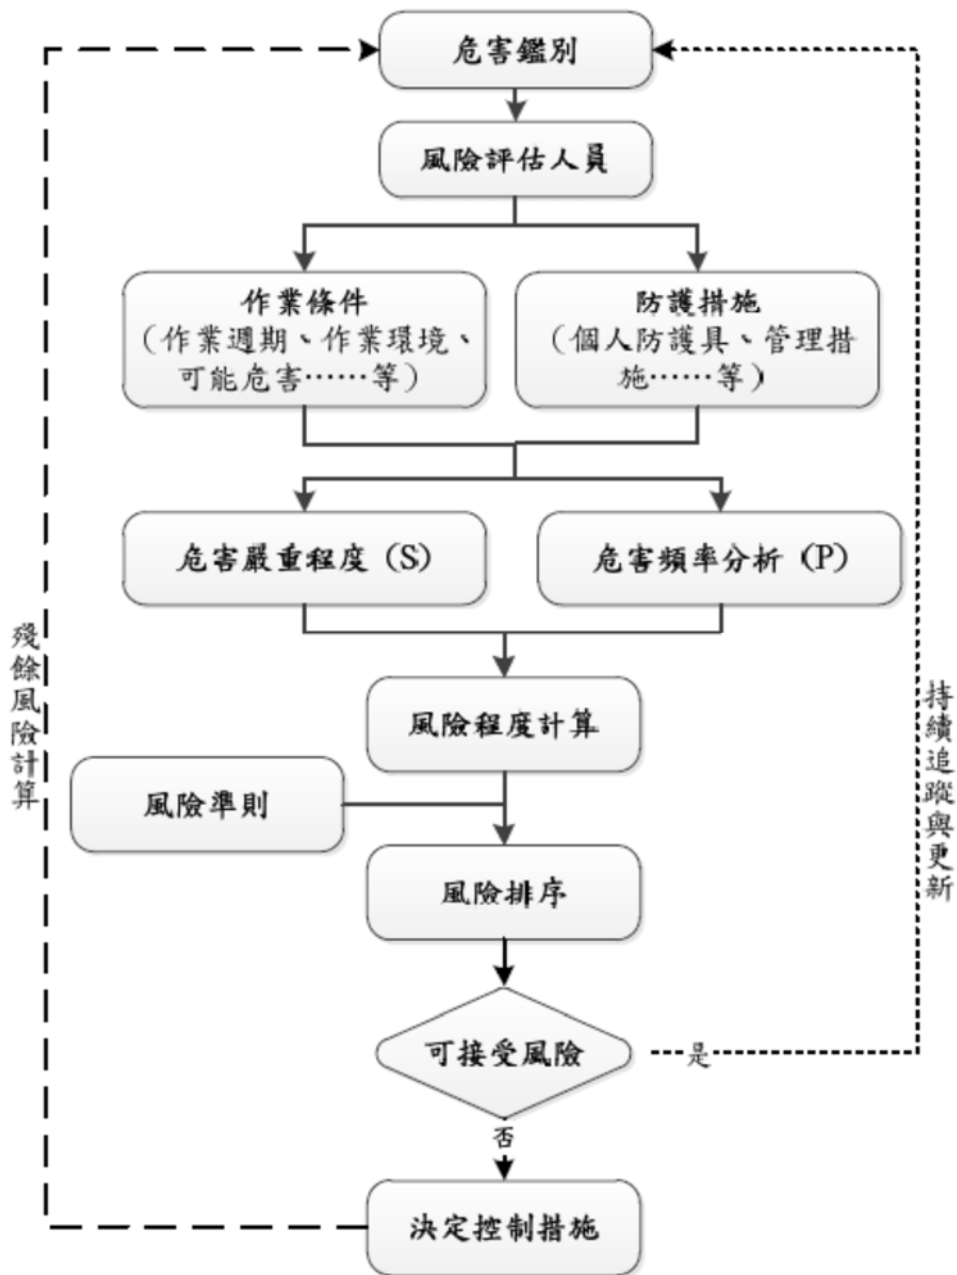 危害鑑別
風險評估人員
作業條件
（作業週期、作業環境、
可能危害……等）
防護措施
（個人防護具、管理措
施……等）
危害嚴重程度（S）
危害頻率分析（P）
殘餘風險計算
風險程度計算
持續追蹤與更新
風險準則
風險排序
可接受風險
是
否
決定控制措施